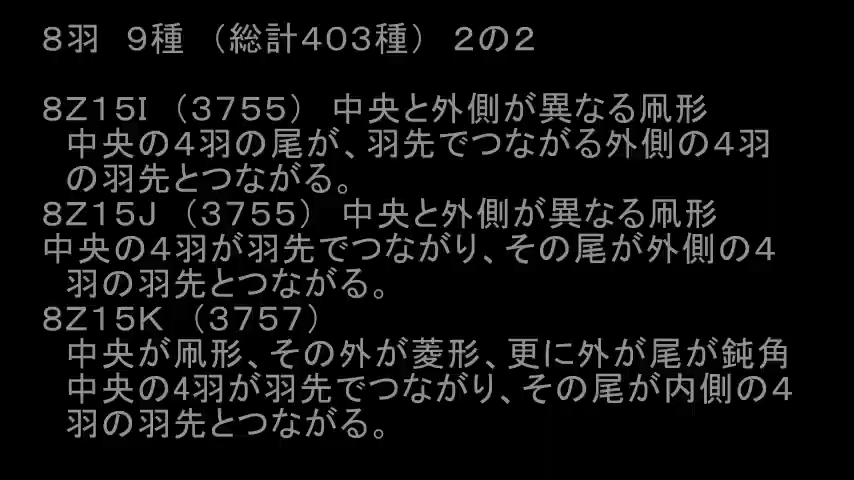 ８羽　９種　（総計４０３種）　２の２
８Ｚ１５Ｉ　（３７５５）　中央と外側が異なる凧形
中央の４羽の尾が、羽先でつながる外側の４羽
の羽先とつながる。
８Ｚ１５Ｊ　（３７５５）　中央と外側が異なる凧形
中央の４羽が羽先でつながり、その尾が外側の４
羽の羽先とつながる。
８Ｚ１５Ｋ　（３７５７）
中央が凧形、その外が菱形、更に外が尾が鈍角
中央の4羽が羽先でつながり、その尾が内側の４
羽の羽先とつながる。